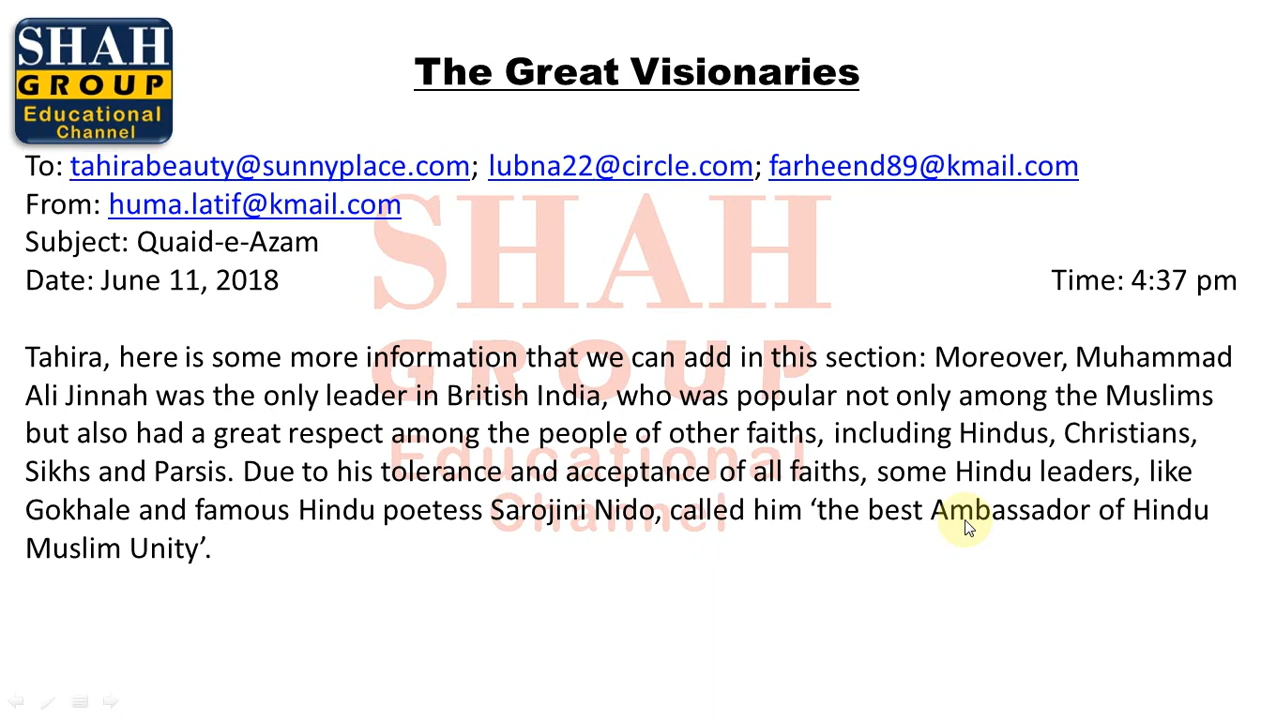 SHAH
GROUP
Educational
Channel
The Great Visionaries
To: tahirabeauty@sunnyplace.com; lubna22@circle.com; farheend89@kmail.com
From: huma.latif@kmail.com
Subject: Quaid-e-Azam
Date: June 11, 2018 Time: 4:37 pm
Tahira, here is some more information that we can add in this section: Moreover, Muhammad
Ali Jinnah was the only leader in British India, who was popular not only among the Muslims
but also had a great respect among the people of other faiths, including Hindus, Christians,
Sikhs and Parsis. Due to his tolerance and acceptance of all faiths, some Hindu leaders, like
Gokhale and famous Hindu poetess Sarojini Nido, called him ‘the best Ambassador of Hindu
Muslim Unity’.
SHAH
GROUP
Educational
Channel